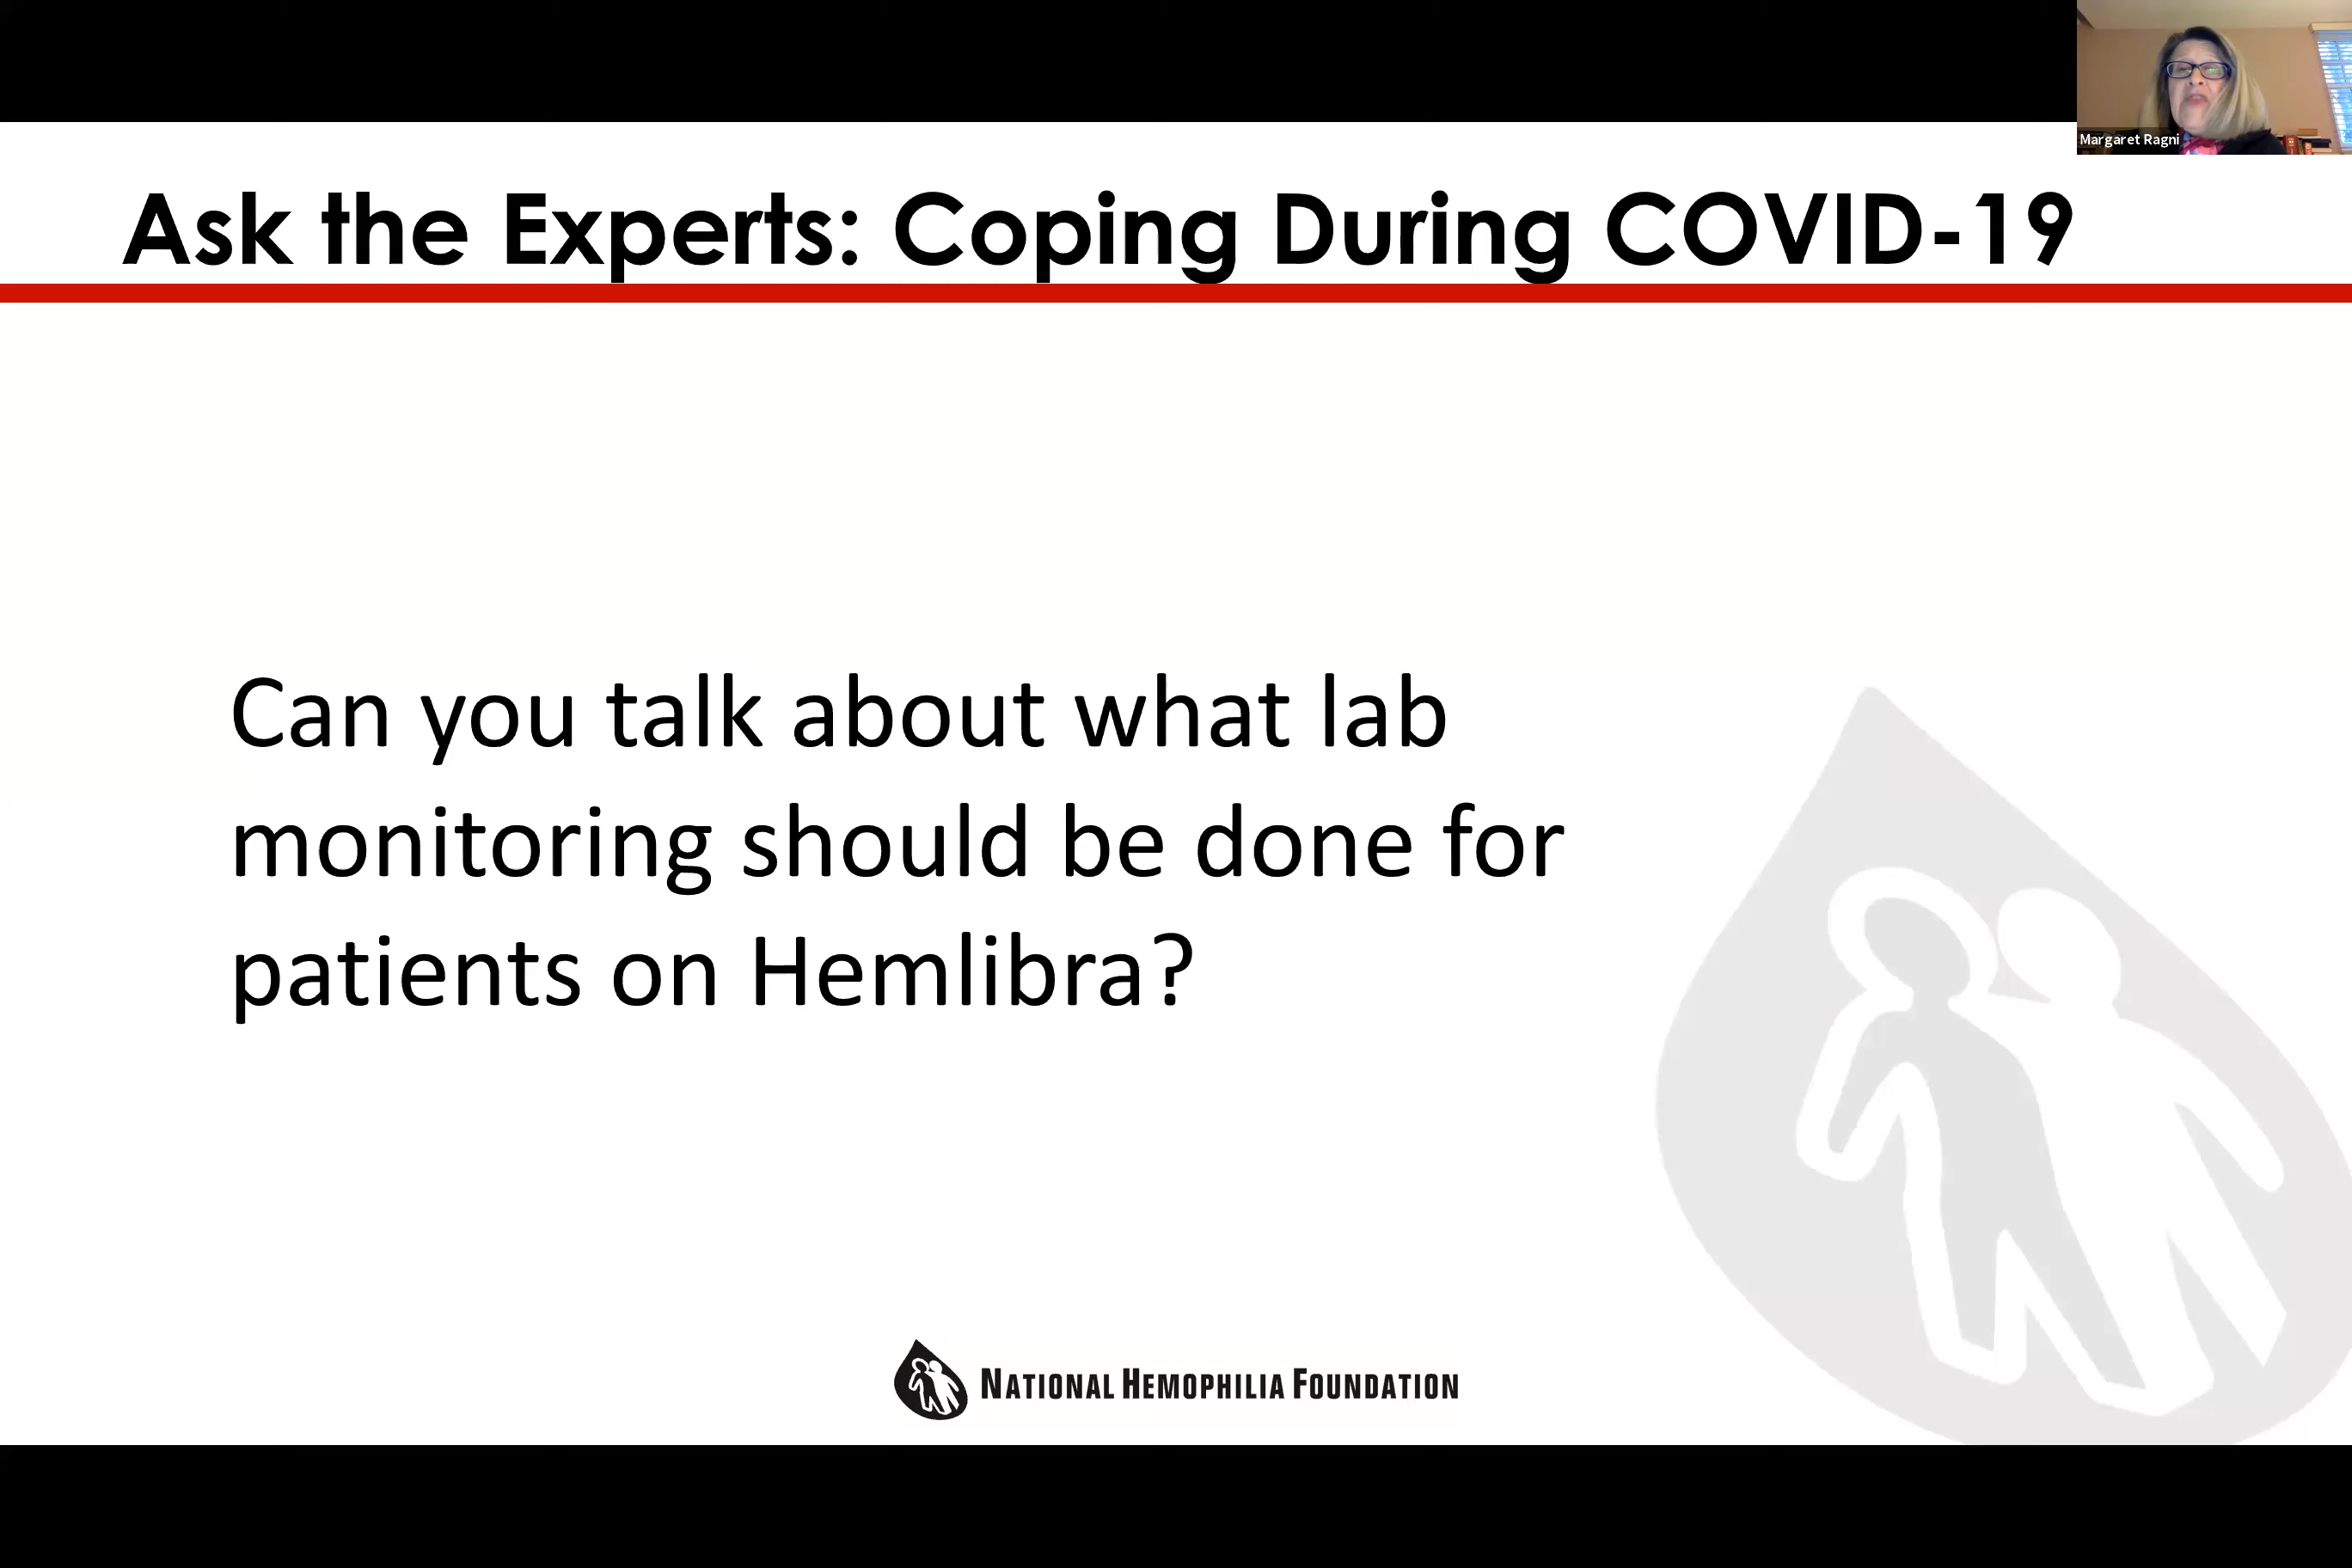 Margaret Ragni
Ask the Experts: Coping During COVID-19
Can you talk about what lab
monitoring should be done for
patients on Hemlibra?
NATIONAL HEMOPHILIA FOUNDATION